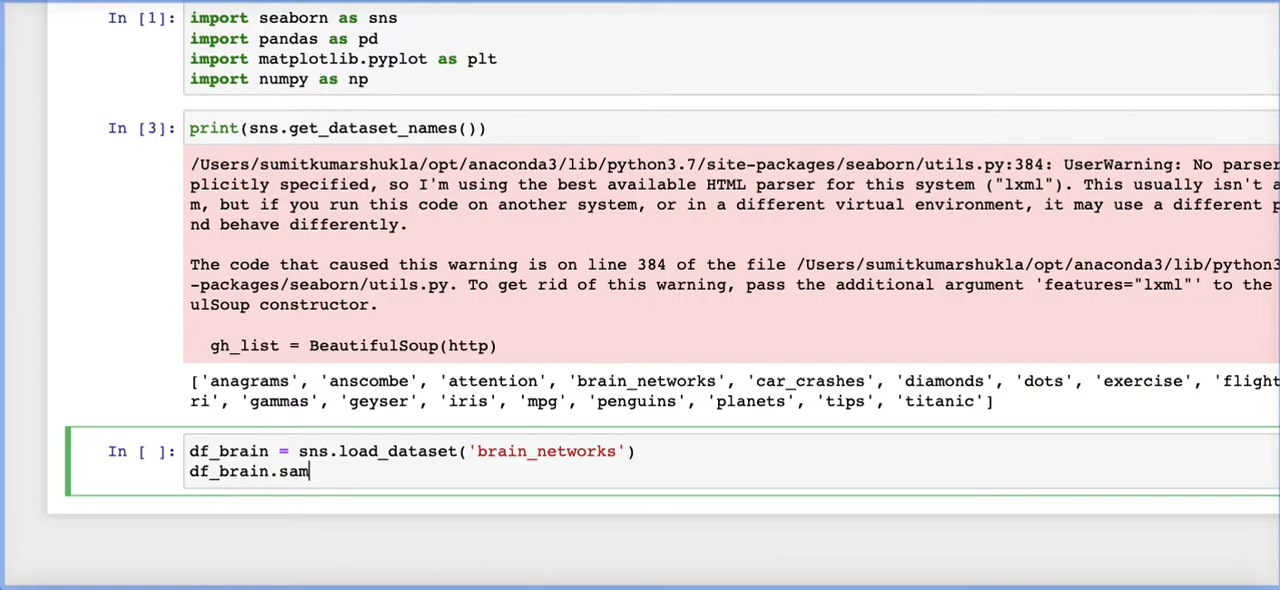 In [1]: import seaborn as sns
import pandas as pd
import matplotlib.pyplot as plt
import numpy as np
In [3]: print(sns.get_dataset_names())
/Users/sumitkumarshukla/opt/anaconda3/lib/python3.7/site-packages/seaborn/utils.py:384: UserWarning: No parser
plicitly specified, so I'm using the best available HTML parser for this system ("lxml"). This usually isn't a
m, but if you run this code on another system, or in a different virtual environment, it may use a different p
nd behave differently.
The code that caused this warning is on line 384 of the file /Users/sumitkumarshukla/opt/anaconda3/lib/python3
-packages/seaborn/utils.py. To get rid of this warning, pass the additional argument 'features="lxml"' to the
ulSoup constructor.
gh_list = BeautifulSoup(http)
['anagrams', 'anscombe', 'attention', 'brain_networks', 'car_crashes', 'diamonds', 'dots', 'exercise', 'flight
ri', 'gammas', 'geyser', 'iris', 'mpg', 'penguins', 'planets', 'tips', 'titanic']
In [ ]: df_brain = sns.load_dataset('brain_networks')
df_brain.sam